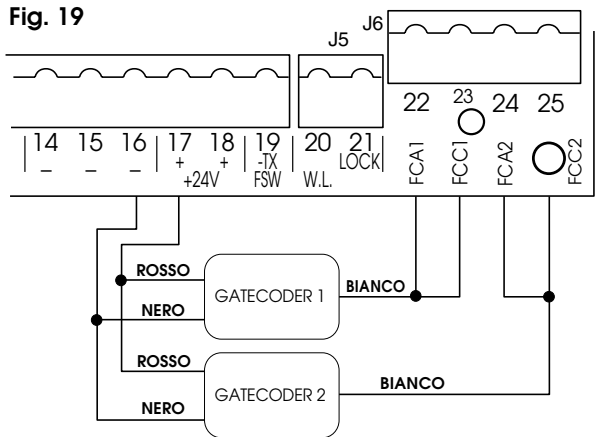 Fig. 19
J5
J6
14 15 16 17 18 19 20 21 22 23 24 25
– – – + + -TX LOCK
+24V FSW W.L.
FCA1 FCC1 FCA2 FCC2
ROSSO
BIANCO
GATECODER 1
NERO
ROSSO
BIANCO
GATECODER 2
NERO